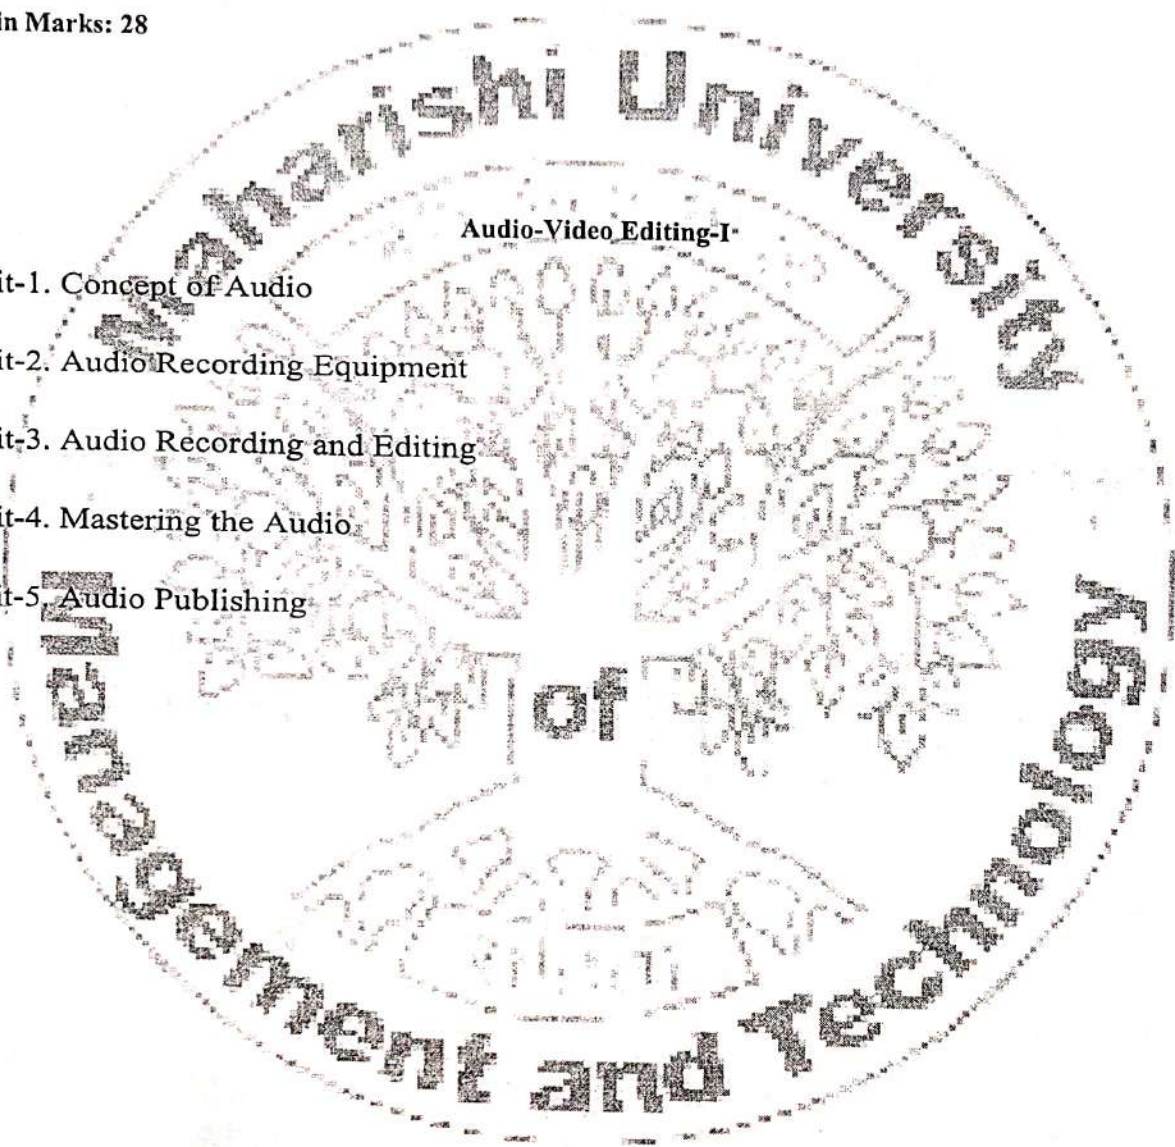 in Marks: 28
Maharishi University
Audio-Video Editing-I
it-1. Concept of Audio
it-2. Audio Recording Equipment
it-3. Audio Recording and Editing
it-4. Mastering the Audio
it-5. Audio Publishing
of
Management and Technology